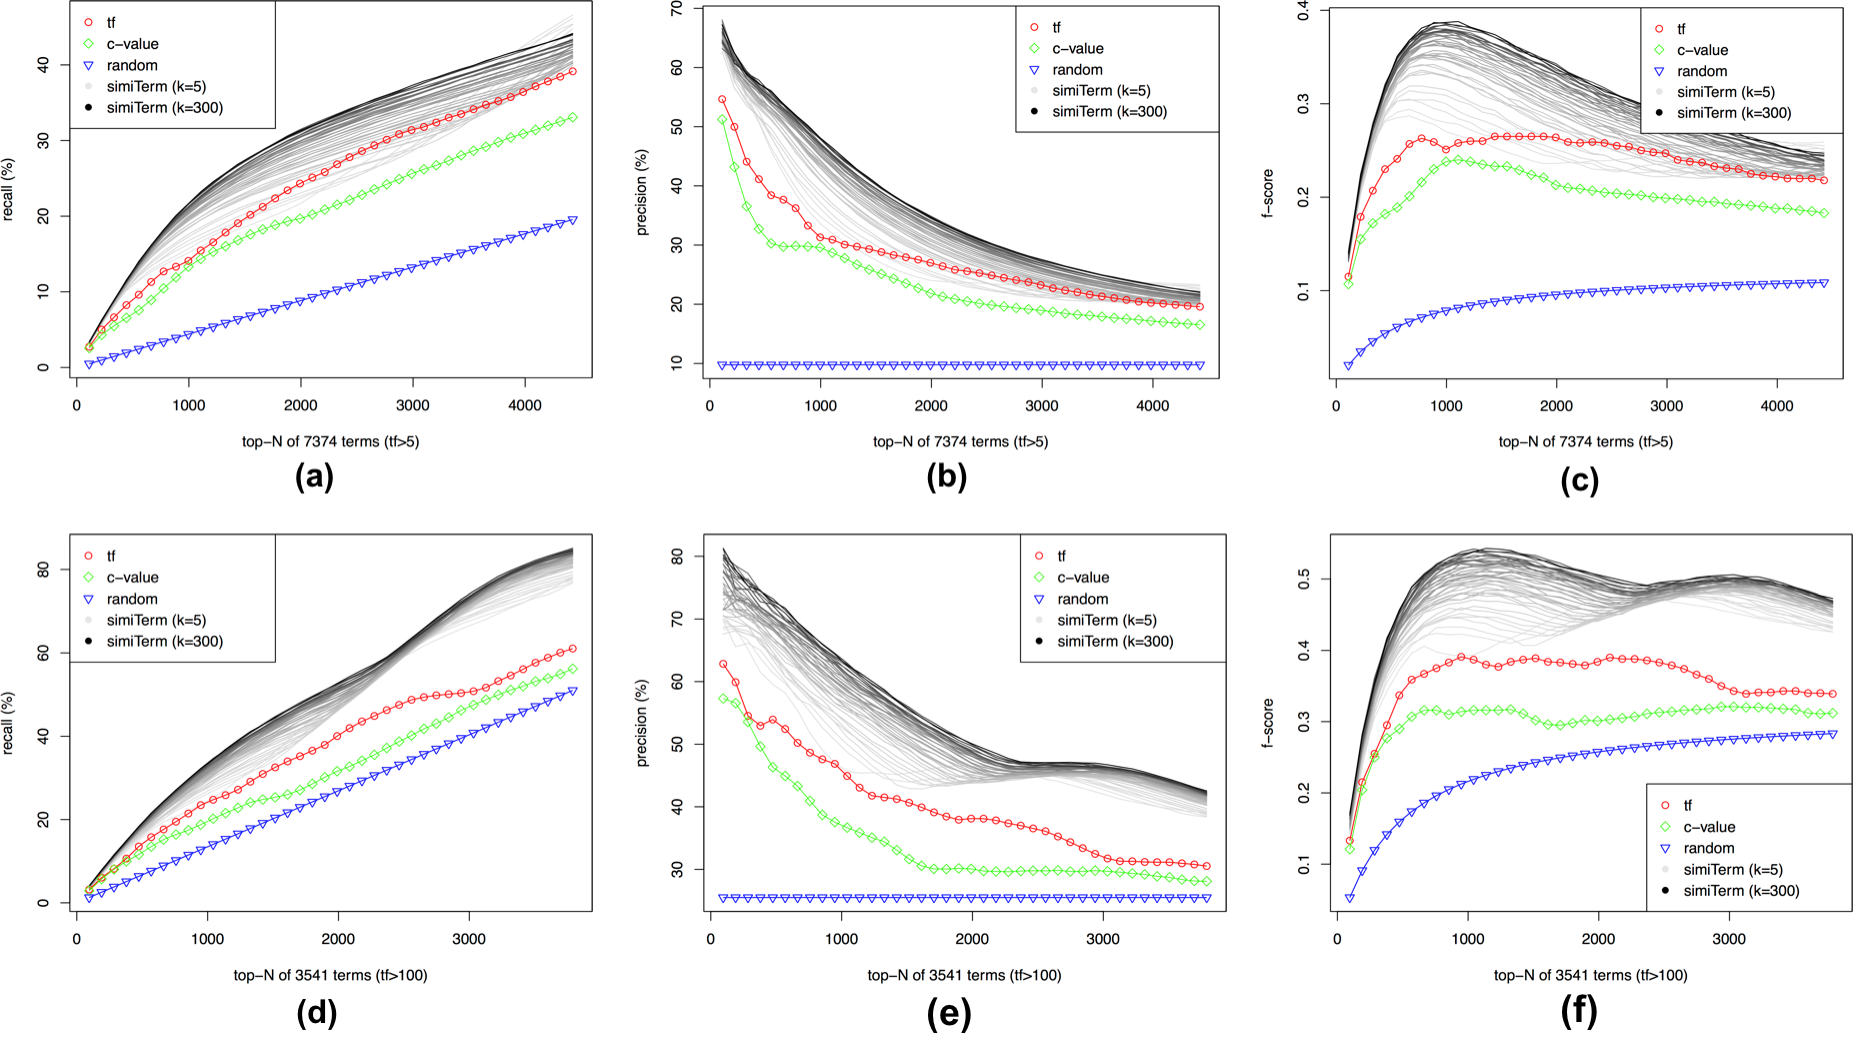 tf
c-value
random
simiTerm (k=5)
simiTerm (k=300)
recall (%)
0
10
20
30
40
0
1000
2000
3000
4000
top-N of 7374 terms (tf>5)
(a)
tf
c-value
random
simiTerm (k=5)
simiTerm (k=300)
precision (%)
10
20
30
40
50
60
70
0
1000
2000
3000
4000
top-N of 7374 terms (tf>5)
(b)
tf
c-value
random
simiTerm (k=5)
simiTerm (k=300)
f-score
0.1
0.2
0.3
0.4
0
1000
2000
3000
4000
top-N of 7374 terms (tf>5)
(c)
tf
c-value
random
simiTerm (k=5)
simiTerm (k=300)
recall (%)
0
20
40
60
80
0
1000
2000
3000
top-N of 3541 terms (tf>100)
(d)
tf
c-value
random
simiTerm (k=5)
simiTerm (k=300)
precision (%)
30
40
50
60
70
80
0
1000
2000
3000
top-N of 3541 terms (tf>100)
(e)
tf
c-value
random
simiTerm (k=5)
simiTerm (k=300)
f-score
0.1
0.2
0.3
0.4
0.5
0
1000
2000
3000
top-N of 3541 terms (tf>100)
(f)